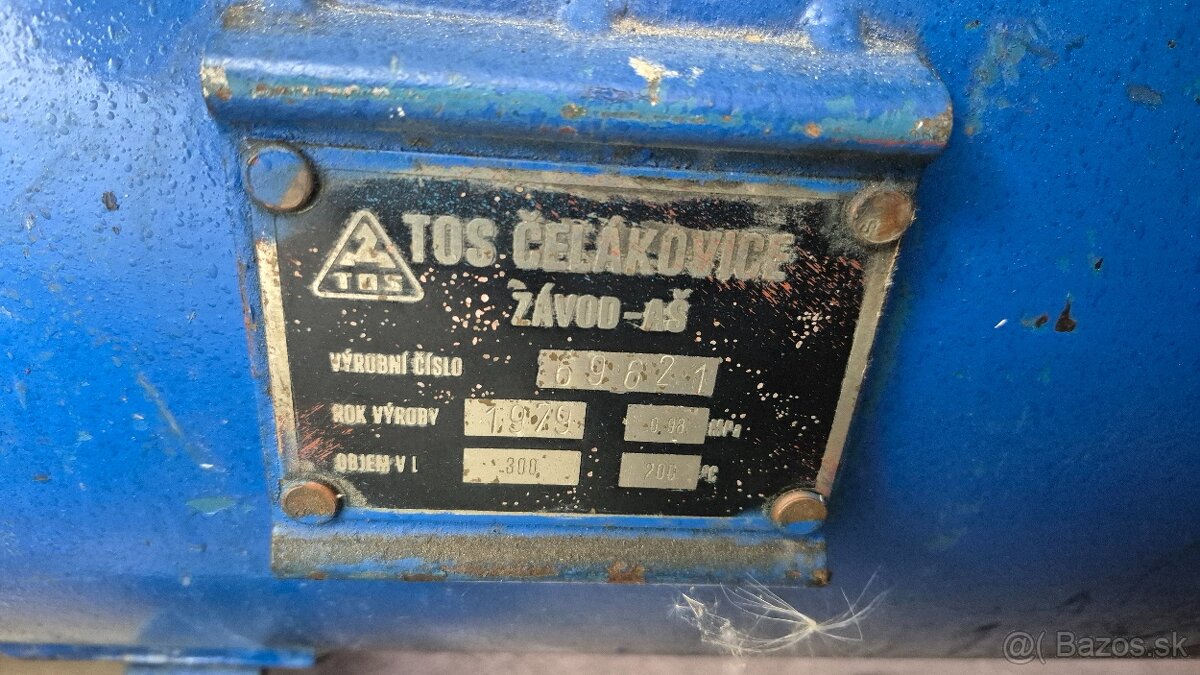 2
TOS
TOS ČELÁKOVICE
ZÁVOD-AŠ
VÝROBNÍ ČÍSLO 69621
ROK VÝROBY 1979 0,98 MPa
OBJEM V l 300 200 °C
@( Bazos.sk